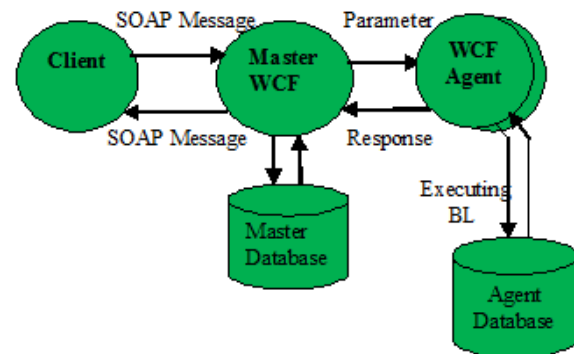 SOAP Message
Parameter
Client
Master
WCF
WCF
Agent
SOAP Message
Response
Executing
BL
Master
Database
Agent
Database